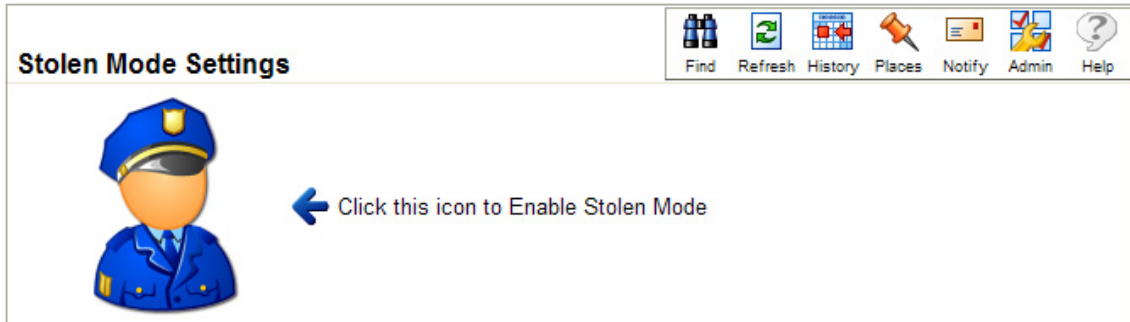 Stolen Mode Settings
Find Refresh History Places Notify Admin Help
Click this icon to Enable Stolen Mode